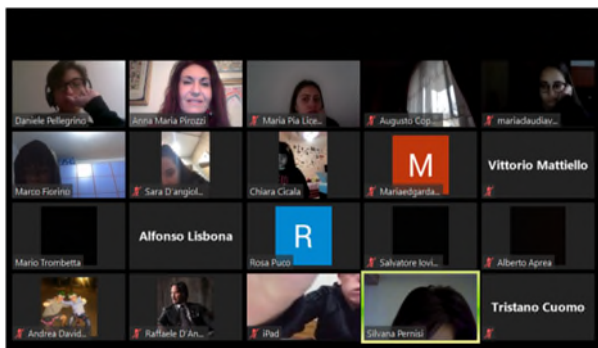 Daniele Pellegrino
Anna Maria Pirozzi
Maria Pia Lice...
Augusto Cop...
mariaclaudiav...
Marco Fiorino
Sara D'angiol...
Chiara Cicala
M
Mariaedgarda...
Vittorio Mattiello
Mario Trombetta
Alfonso Lisbona
R
Rosa Puco
Salvatore Iovi...
Alberto Aprea
Andrea David...
Raffaele D'An...
iPad
Silvana Pernisi
Tristano Cuomo